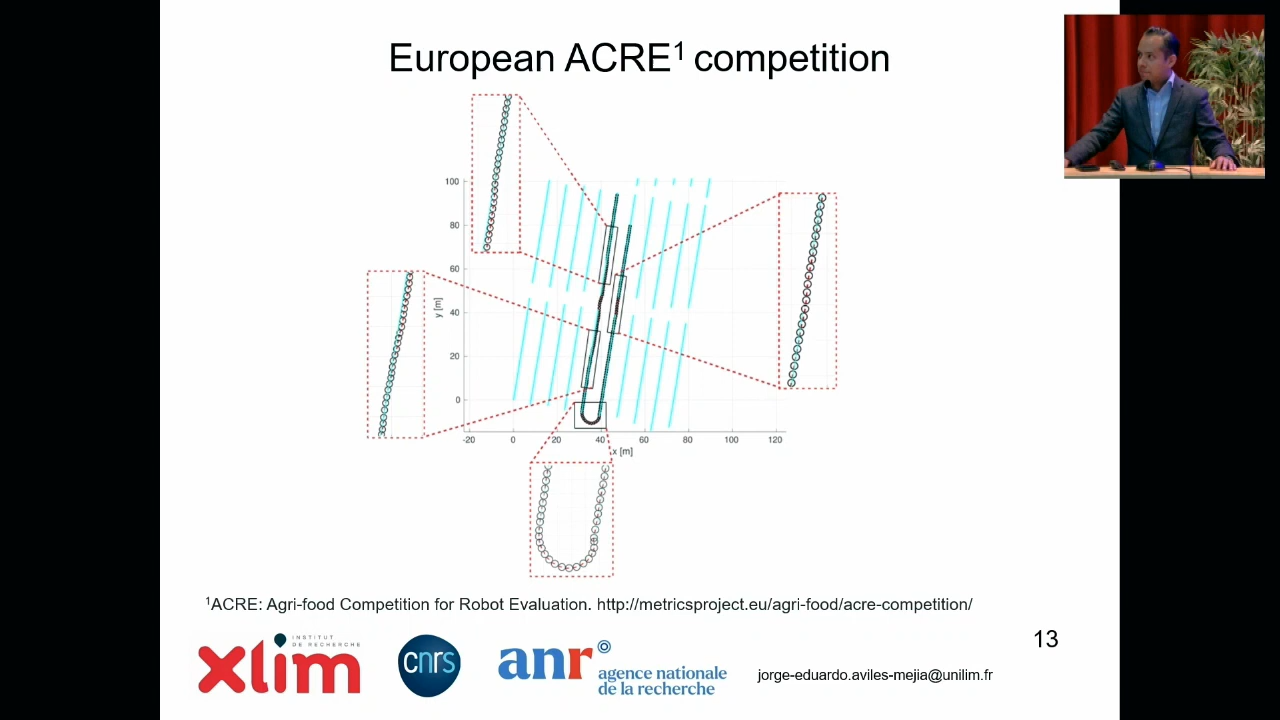 European ACRE¹ competition
100
80
60
40
20
0
y [m]
-20 0 20 40 60 80 100 120
x [m]
¹ACRE: Agri-food Competition for Robot Evaluation. http://metricsproject.eu/agri-food/acre-competition/
13
INSTITUT
DE RECHERCHE
xlim
cnrs
anr
agence nationale
de la recherche
jorge-eduardo.aviles-mejia@unilim.fr